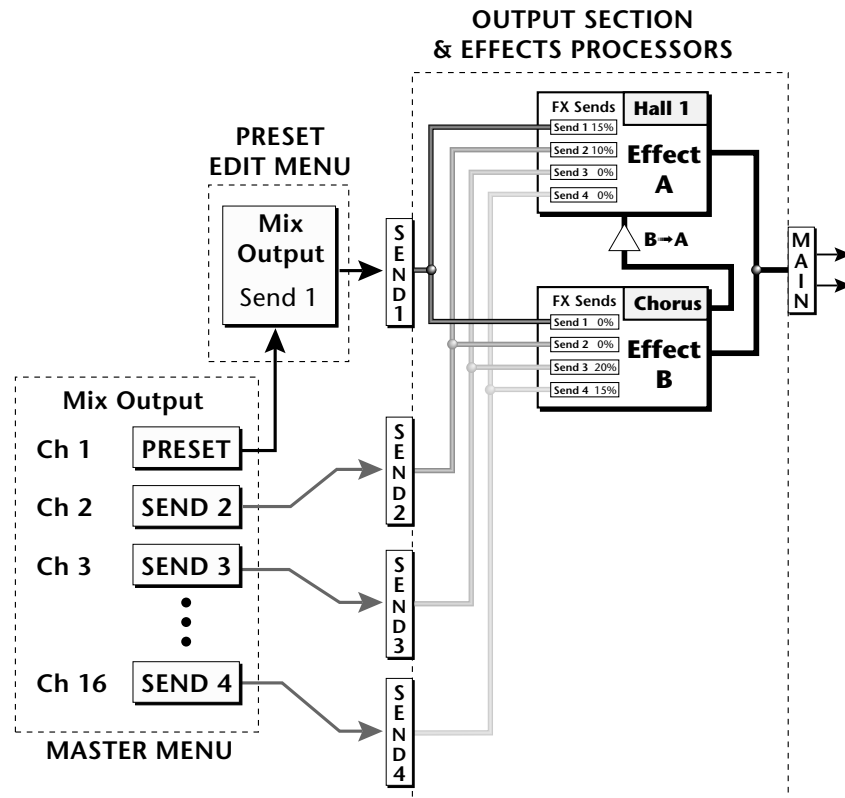 OUTPUT SECTION
& EFFECTS PROCESSORS
PRESET
EDIT MENU
Mix
Output
Send 1
SEND1
FX Sends
Hall 1
Send 1 15%
Send 2 10%
Send 3 0%
Send 4 0%
Effect
A
B→A
MAIN
FX Sends
Chorus
Send 1 0%
Send 2 0%
Send 3 20%
Send 4 15%
Effect
B
Mix Output
Ch 1 PRESET
Ch 2 SEND 2
Ch 3 SEND 3
Ch 16 SEND 4
MASTER MENU
SEND2
SEND3
SEND4